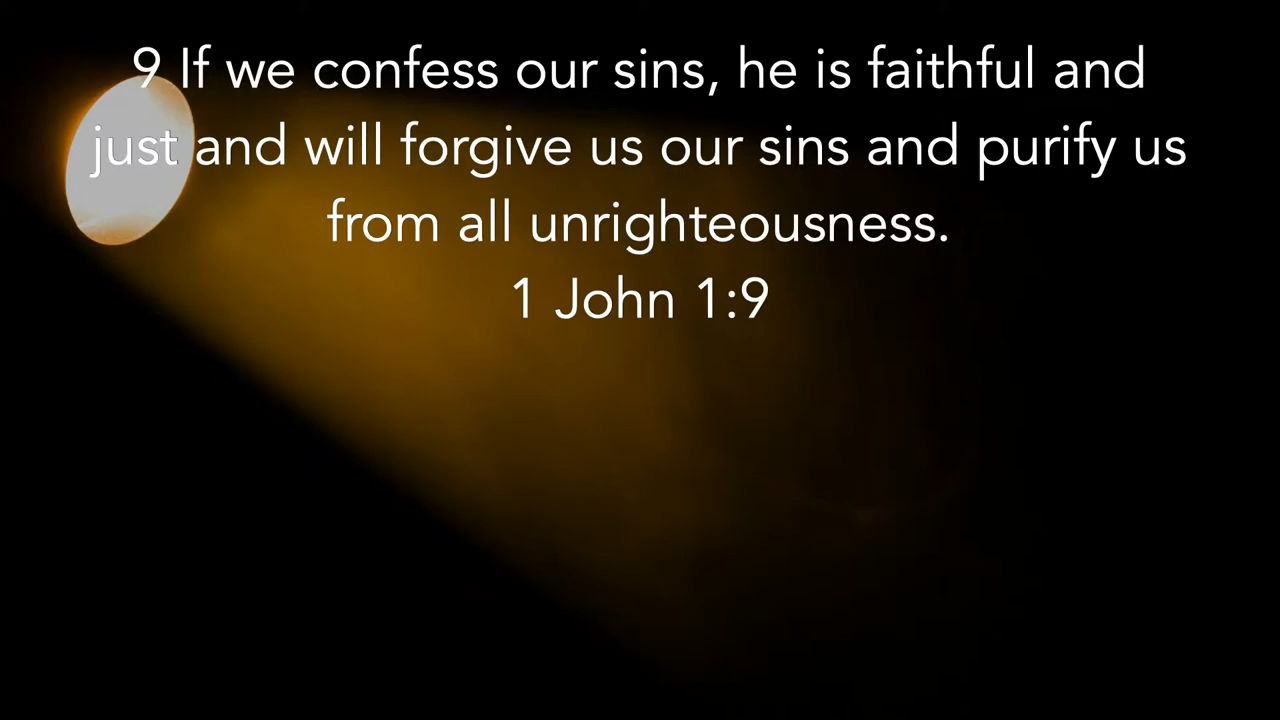 9 If we confess our sins, he is faithful and
just and will forgive us our sins and purify us
from all unrighteousness.
1 John 1:9